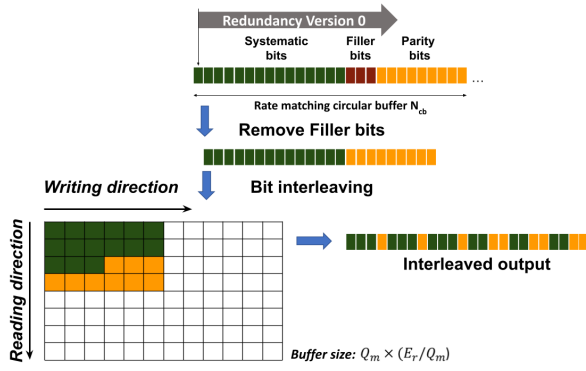 Redundancy Version 0
Systematic bits
Filler bits
Parity bits
...
Rate matching circular buffer N_cb
Remove Filler bits
Writing direction
Bit interleaving
Reading direction
Interleaved output
Buffer size: Q_m × (E_r/Q_m)